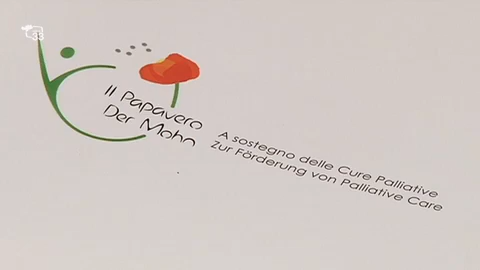 Il Papavero
Der Mohn
A sostegno delle Cure Palliative
Zur Förderung von Palliative Care